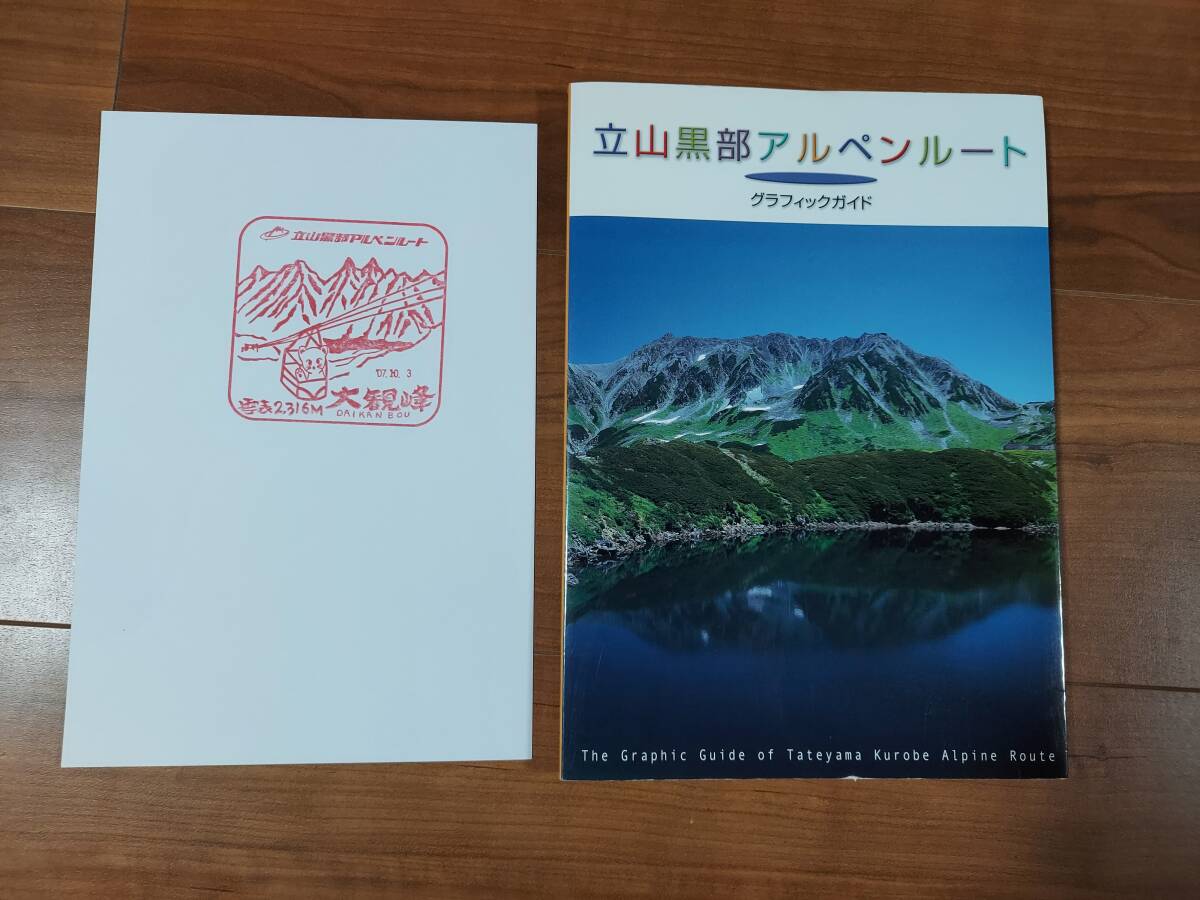 立山黒部アルペンルート
'07.10.3
雲表2,316M
大観峰
DAIKANBOU
立山黒部アルペンルート
グラフィックガイド
The Graphic Guide of Tateyama Kurobe Alpine Route